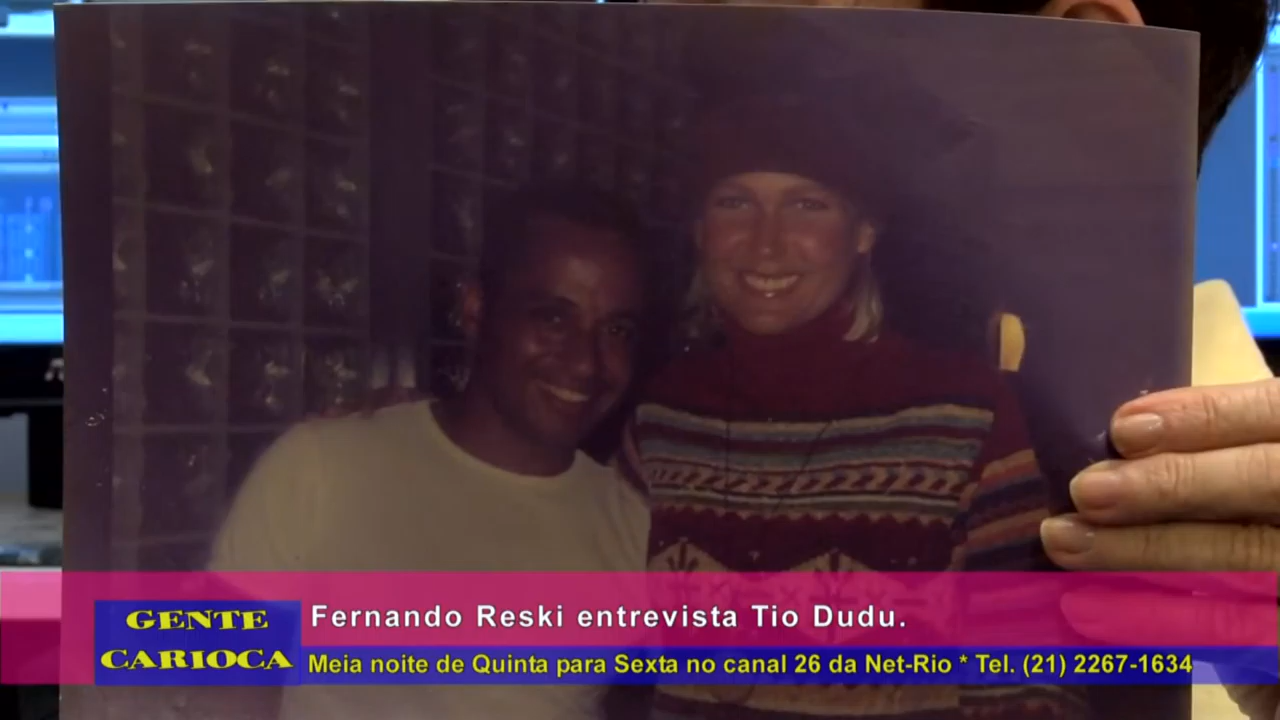 GENTE
CARIOCA
Fernando Reski entrevista Tio Dudu.
Meia noite de Quinta para Sexta no canal 26 da Net-Rio * Tel. (21) 2267-1634